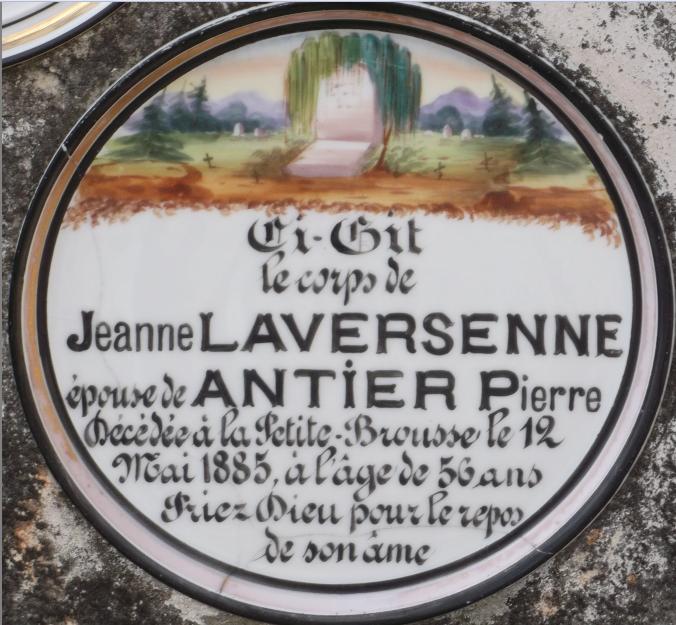 Ci-Git
le corps de
Jeanne LAVERSENNE
épouse de ANTIER Pierre
Décédée à la Petite-Brousse le 12
Mai 1885, à l'âge de 56 ans
Priez Dieu pour le repos
de son âme